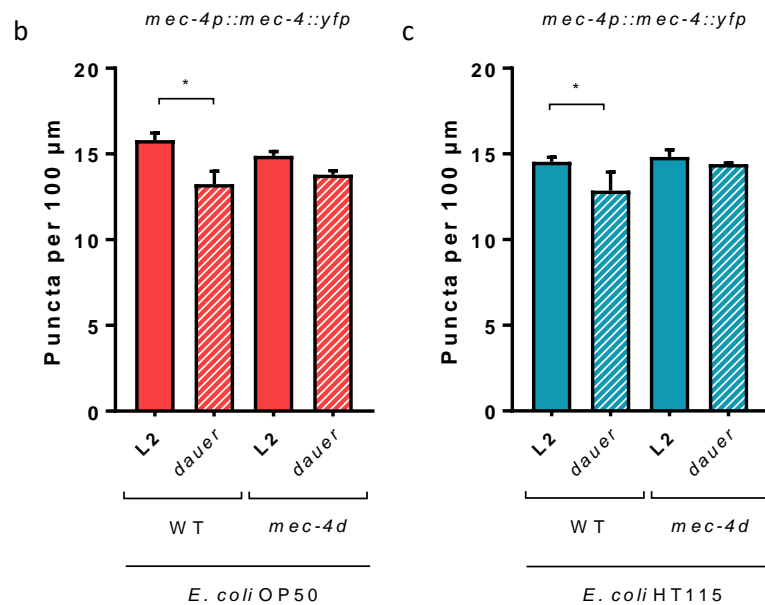 b
mec-4p::mec-4::yfp
Puncta per 100 µm
20
15
10
5
0
*
L2
dauer
L2
dauer
WT
mec-4d
E. coli OP50
c
mec-4p::mec-4::yfp
Puncta per 100 µm
20
15
10
5
0
*
L2
dauer
L2
dauer
WT
mec-4d
E. coli HT115